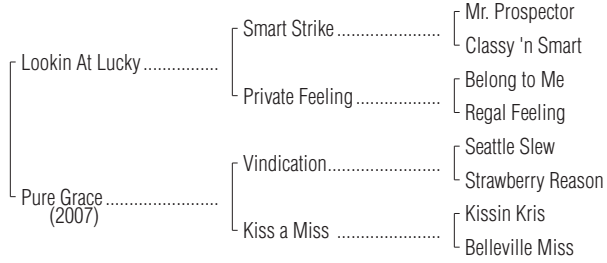 Mr. Prospector
Smart Strike ....................
Classy 'n Smart
Lookin At Lucky ................
Belong to Me
Private Feeling ..................
Regal Feeling
Seattle Slew
Vindication........................
Strawberry Reason
Pure Grace ........................
(2007)
Kissin Kris
Kiss a Miss ......................
Belleville Miss